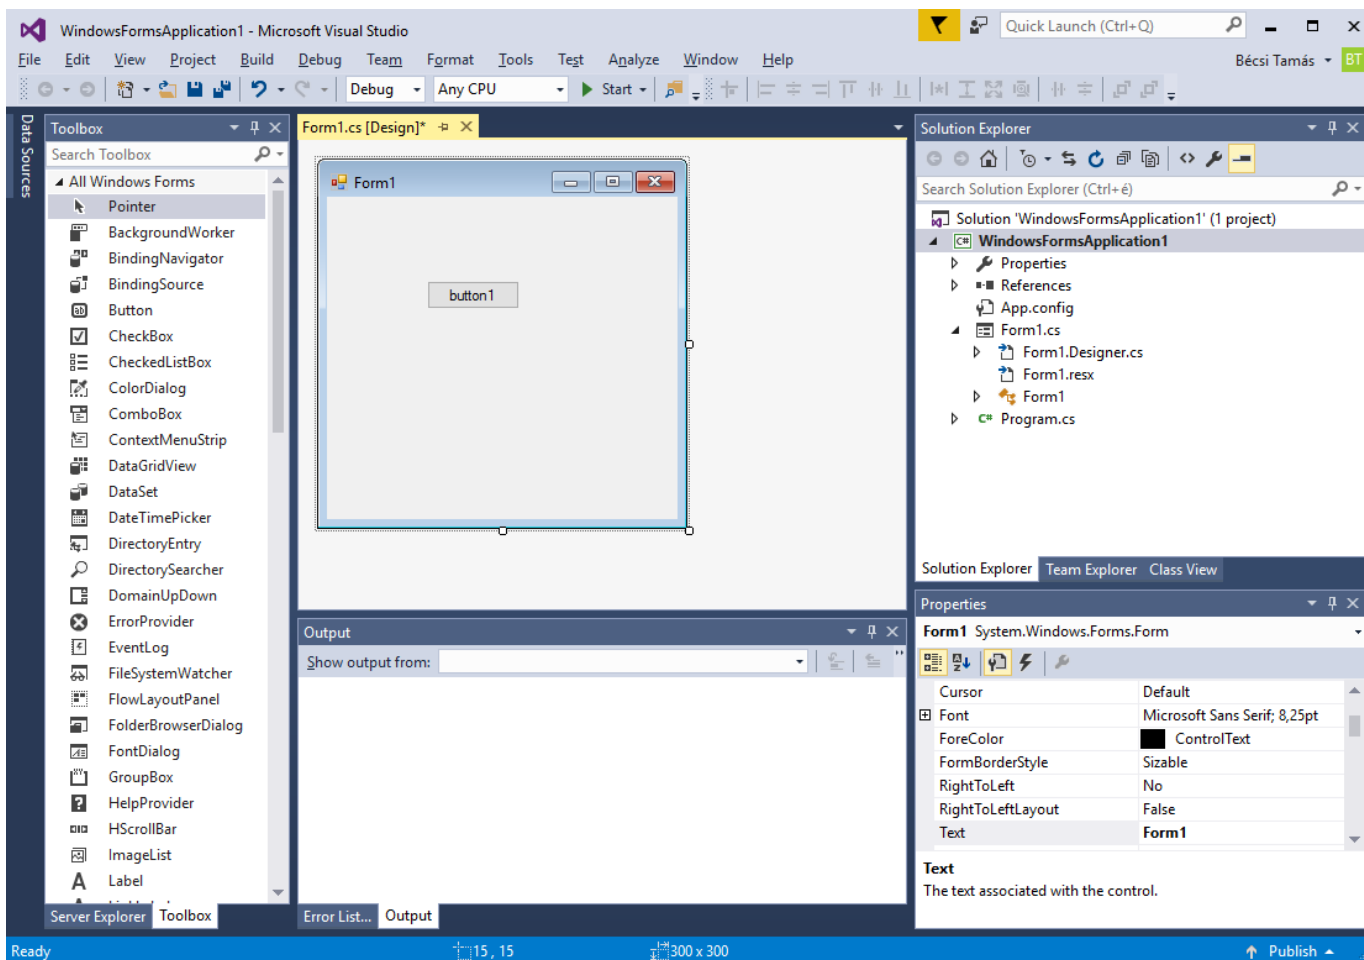 WindowsFormsApplication1 - Microsoft Visual Studio
Quick Launch (Ctrl+Q)
File Edit View Project Build Debug Team Format Tools Test Analyze Window Help
Bécsi Tamás BT
Debug Any CPU Start
Data Sources
Toolbox
Search Toolbox
All Windows Forms
Pointer
BackgroundWorker
BindingNavigator
BindingSource
Button
CheckBox
CheckedListBox
ColorDialog
ComboBox
ContextMenuStrip
DataGridView
DataSet
DateTimePicker
DirectoryEntry
DirectorySearcher
DomainUpDown
ErrorProvider
EventLog
FileSystemWatcher
FlowLayoutPanel
FolderBrowserDialog
FontDialog
GroupBox
HelpProvider
HScrollBar
ImageList
Label
Server Explorer Toolbox
Form1.cs [Design]*
Form1
button1
Output
Show output from:
Error List... Output
Solution Explorer
Search Solution Explorer (Ctrl+é)
Solution 'WindowsFormsApplication1' (1 project)
C# WindowsFormsApplication1
Properties
References
App.config
Form1.cs
Form1.Designer.cs
Form1.resx
Form1
C# Program.cs
Solution Explorer Team Explorer Class View
Properties
Form1 System.Windows.Forms.Form
Cursor Default
Font Microsoft Sans Serif; 8,25pt
ForeColor ControlText
FormBorderStyle Sizable
RightToLeft No
RightToLeftLayout False
Text Form1
Text
The text associated with the control.
Ready 15 , 15 300 x 300 Publish